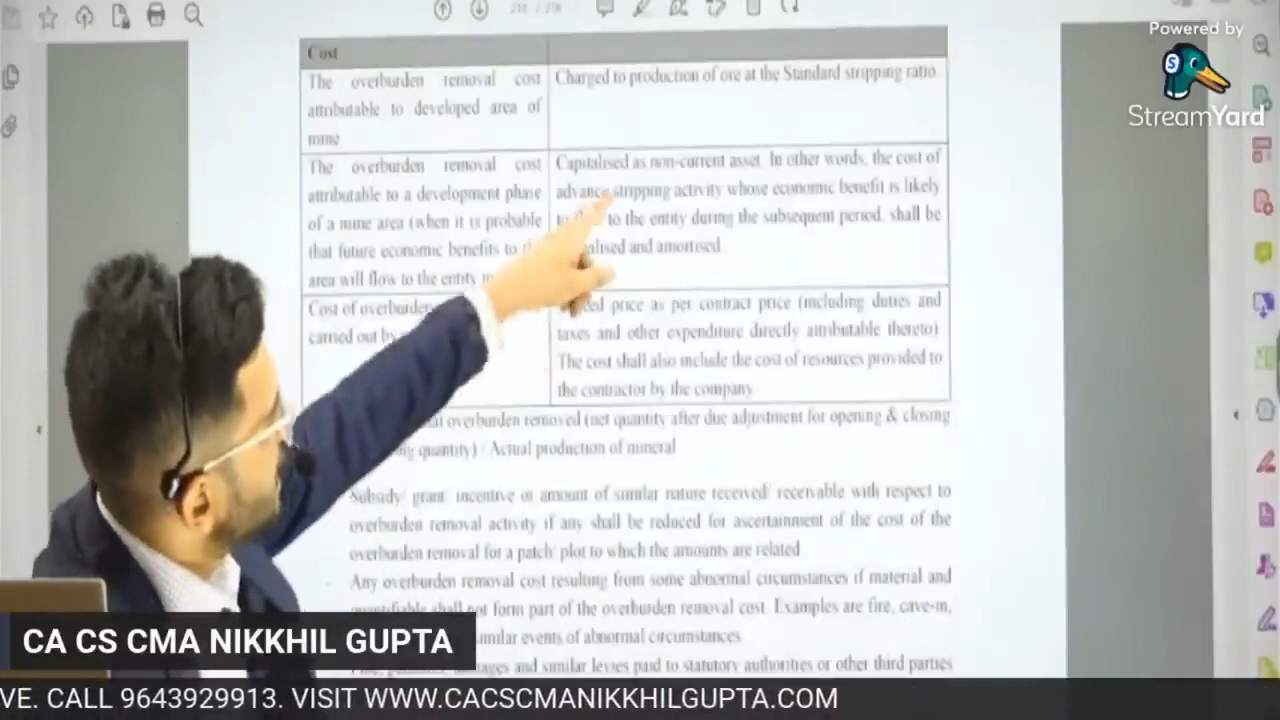 Powered by
StreamYard
Cost
The overburden removal cost
attributable to developed area of
mine
Charged to production of ore at the Standard stripping ratio
The overburden removal cost
attributable to a development phase
of a mine area (when it is probable
that future economic benefits to
area will flow to the entity
Capitalised as non-current asset. In other words, the cost of
advance stripping activity whose economic benefit is likely
to the entity during the subsequent period, shall be
and amortised
Cost of overburden
carried out by
price as per contract price (including duties and
taxes and other expenditure directly attributable thereto)
The cost shall also include the cost of resources provided to
the contractor by the company
overburden removed (net quantity after due adjustment for opening & closing
quantity) / Actual production of mineral
Subsidy/ grant/ incentive or amount of similar nature received/ receivable with respect to
overburden removal activity if any shall be reduced for ascertainment of the cost of the
overburden removal for a patch/ plot to which the amounts are related
Any overburden removal cost resulting from some abnormal circumstances if material and
quantifiable shall not form part of the overburden removal cost. Examples are fire, cave-in,
similar events of abnormal circumstances
and similar levies paid to statutory authorities or other third parties
CA CS CMA NIKKHIL GUPTA
VE. CALL 9643929913. VISIT WWW.CACSCMANIKKHILGUPTA.COM